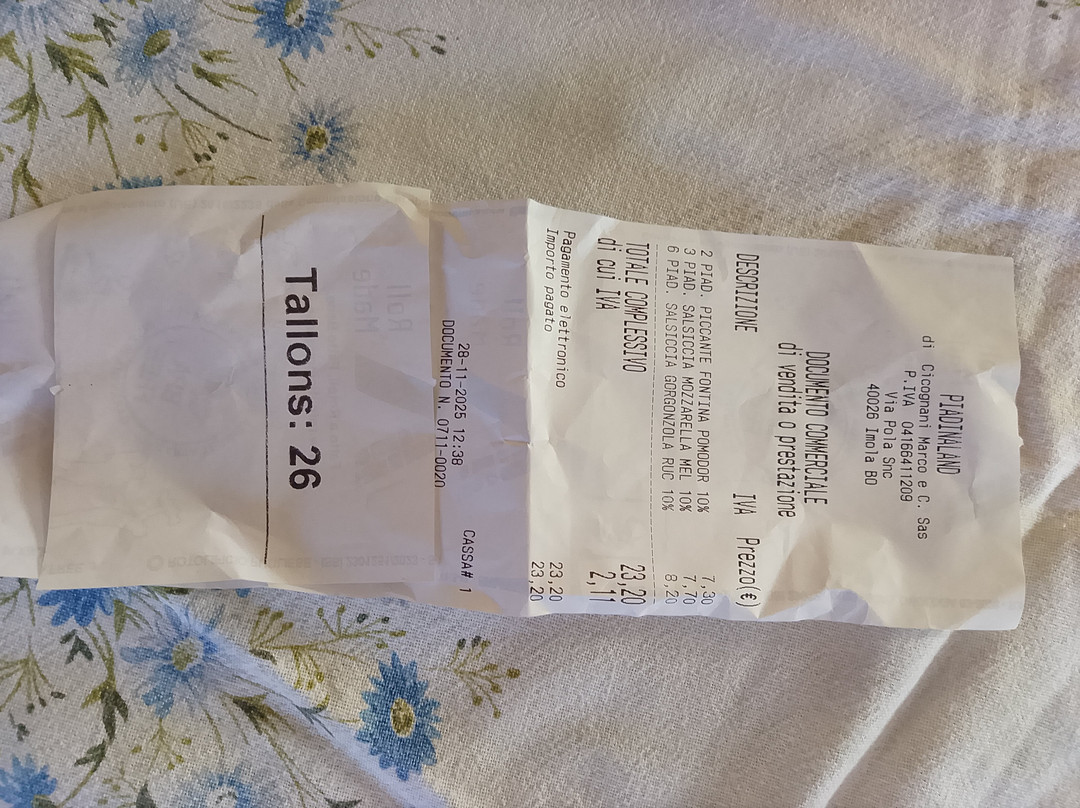 PIADINALAND
di Cicognani Marco e C. Sas
P.IVA 04166411209
Via Pola Snc
40026 Imola BO
DOCUMENTO COMMERCIALE
di vendita o prestazione
DESCRIZIONE IVA Prezzo(€)
2 PIAD. PICCANTE FONTINA POMODOR 10% 7,30
3 PIAD. SALSICCIA MOZZARELLA MEL 10% 7,70
6 PIAD. SALSICCIA GORGONZOLA RUC 10% 8,20
TOTALE COMPLESSIVO 23,20
di cui IVA 2,11
Pagamento elettronico 23,20
Importo pagato 23,20
28-11-2025 12:38
DOCUMENTO N. 0711-0020
CASSA# 1
Tallons: 26